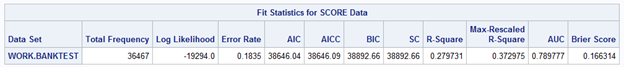 Fit Statistics for SCORE Data
Max-Rescaled
Data Set Total Frequency Log Likelihood Error Rate AIC AICC BIC SC R-Square R-Square AUC Brier Score
WORK.BANKTEST 36467 -19294.0 0.1835 38646.04 38646.09 38892.66 38892.66 0.279731 0.372975 0.789777 0.166314